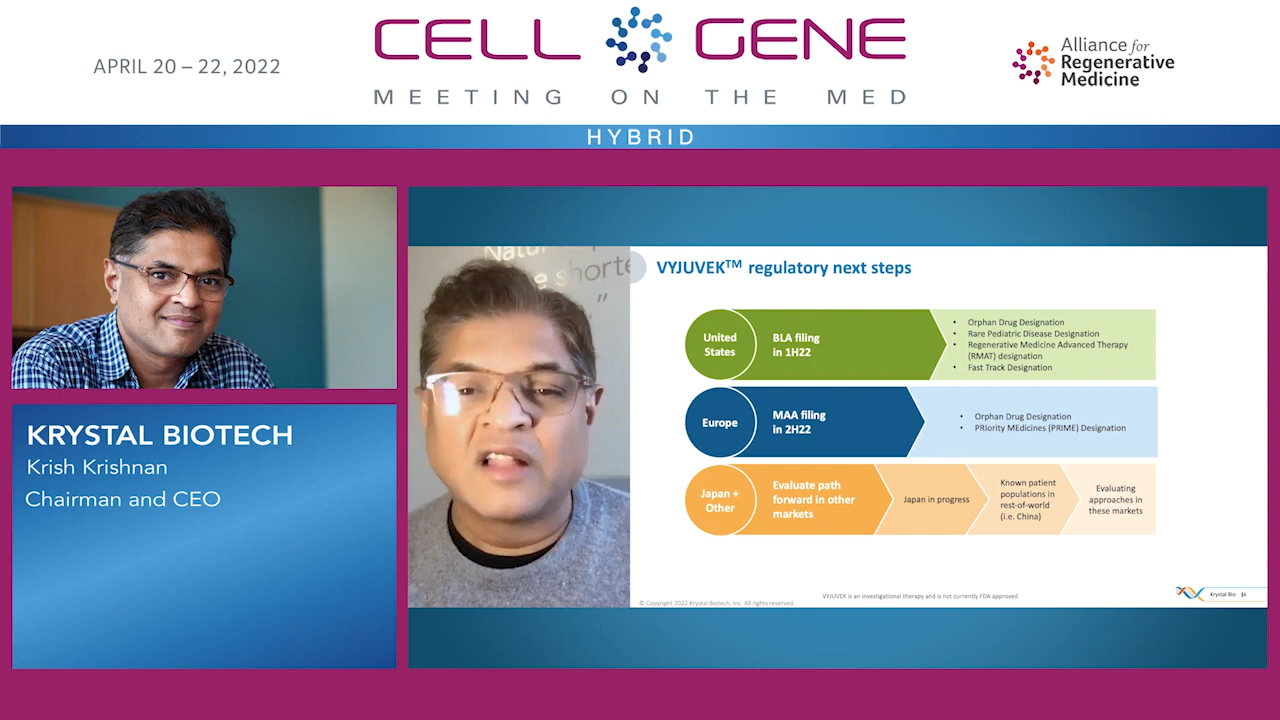 APRIL 20 – 22, 2022
CELL GENE
MEETING ON THE MED
Alliance for
Regenerative
Medicine
HYBRID
KRYSTAL BIOTECH
Krish Krishnan
Chairman and CEO
shorte
”
VYJUVEK™ regulatory next steps
United
States
BLA filing
in 1H22
• Orphan Drug Designation
• Rare Pediatric Disease Designation
• Regenerative Medicine Advanced Therapy
(RMAT) designation
• Fast Track Designation
Europe
MAA filing
in 2H22
• Orphan Drug Designation
• PRIority MEdicines (PRIME) Designation
Japan +
Other
Evaluate path
forward in other
markets
Japan in progress
Known patient
populations in
rest-of-world
(i.e. China)
Evaluating
approaches in
these markets
VYJUVEK is an investigational therapy and is not currently FDA approved
© Copyright 2022 Krystal Biotech, Inc. All rights reserved.
Krystal Bio